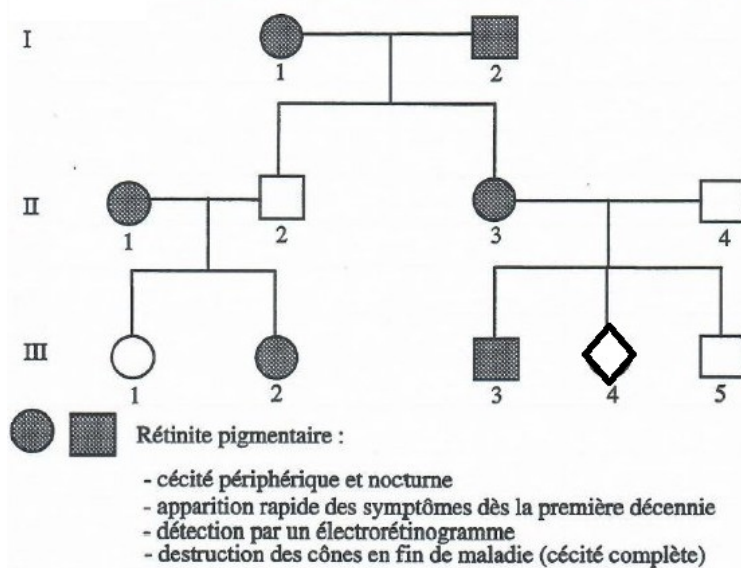 I
1
2
II
1
2
3
4
III
1
2
3
4
5
Rétinite pigmentaire :
- cécité périphérique et nocturne
- apparition rapide des symptômes dès la première décennie
- détection par un électrorétinogramme
- destruction des cônes en fin de maladie (cécité complète)